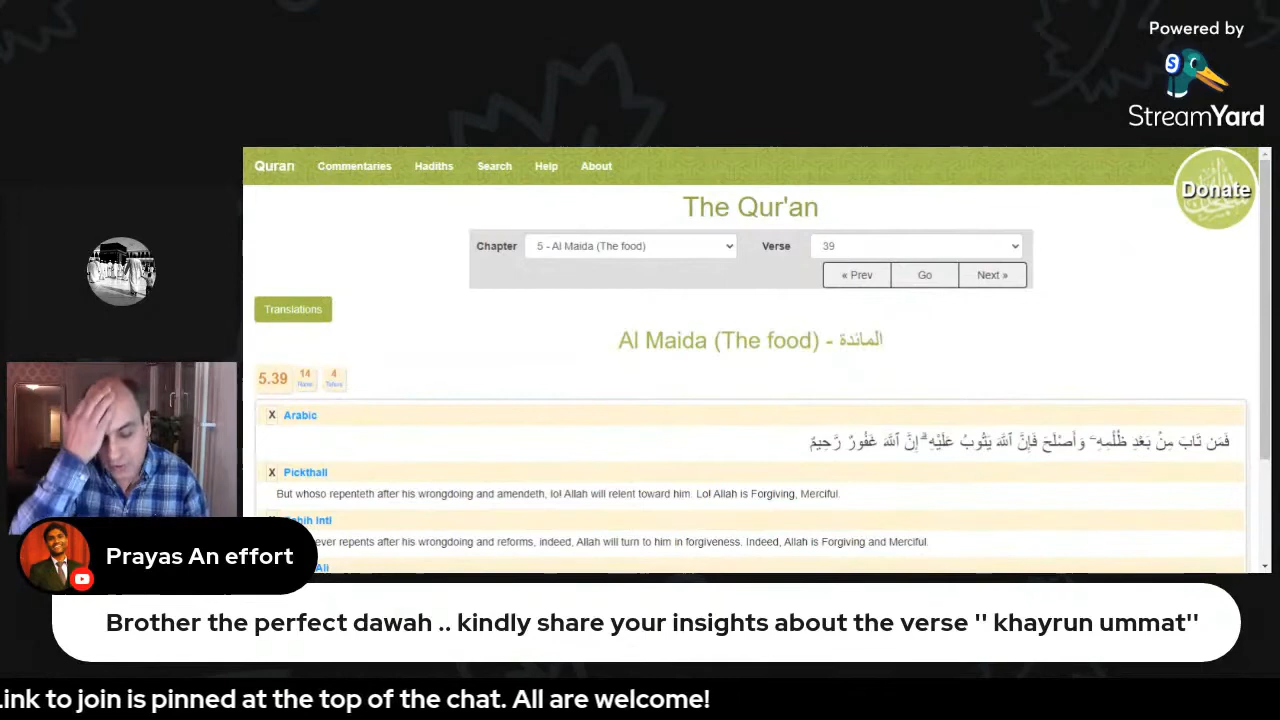 Powered by
StreamYard
Quran Commentaries Hadiths Search Help About
Donate
The Qur'an
Chapter 5 - Al Maida (The food) Verse 39
« Prev Go Next »
Translations
Al Maida (The food) - المائدة
5.39 14 4
X Arabic
فَمَن تَابَ مِنۢ بَعْدِ ظُلْمِهِۦ وَأَصْلَحَ فَإِنَّ ٱللَّهَ يَتُوبُ عَلَيْهِ ۗ إِنَّ ٱللَّهَ غَفُورٌ رَّحِيمٌ
X Pickthall
But whoso repenteth after his wrongdoing and amendeth, lo! Allah will relent toward him. Lo! Allah is Forgiving, Merciful.
Intl
repents after his wrongdoing and reforms, indeed, Allah will turn to him in forgiveness. Indeed, Allah is Forgiving and Merciful.
Ali
Prayas An effort
Brother the perfect dawah .. kindly share your insights about the verse '' khayrun ummat''
Link to join is pinned at the top of the chat. All are welcome!